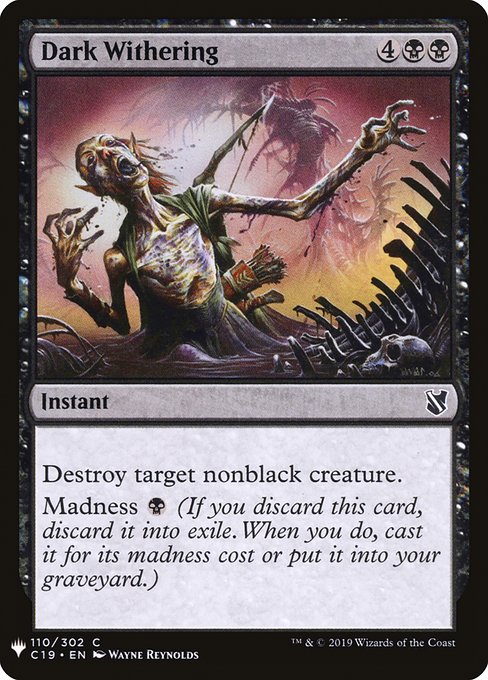 Dark Withering 4
Instant
Destroy target nonblack creature.
Madness (If you discard this card,
discard it into exile. When you do, cast
it for its madness cost or put it into your
graveyard.)
110/302 C
C19 • EN Wayne Reynolds
™ & © 2019 Wizards of the Coast